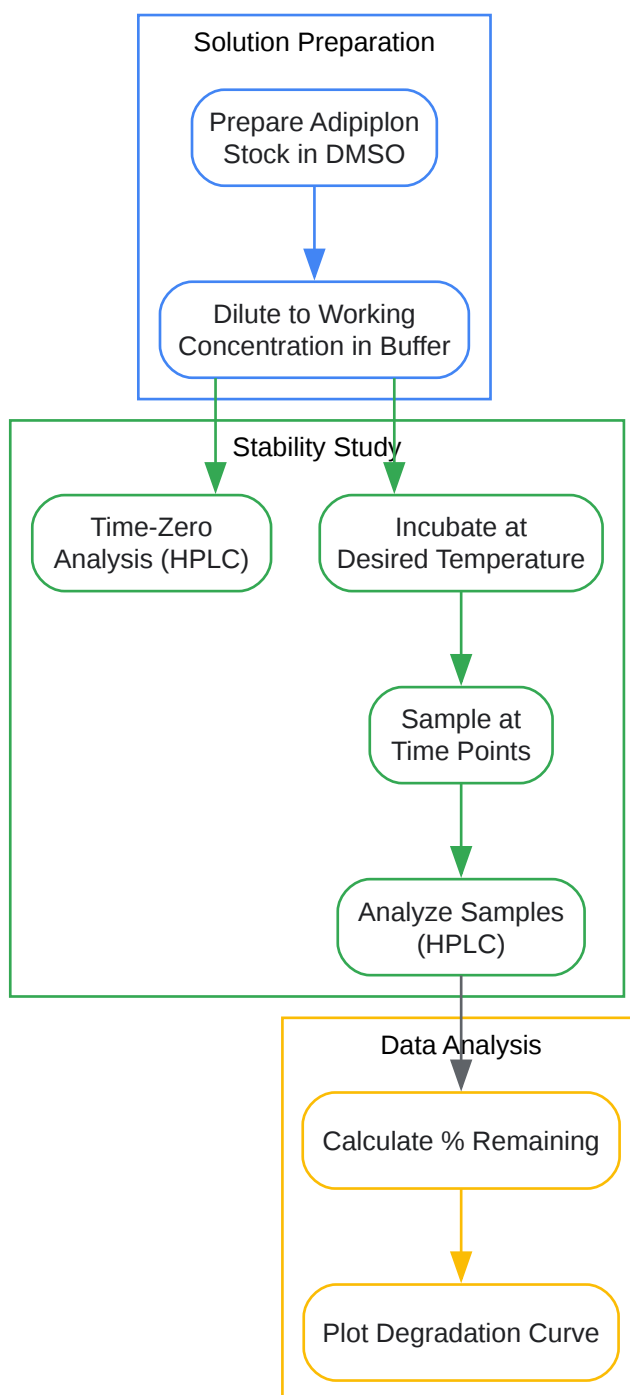 Solution Preparation
Prepare Adipiplon
Stock in DMSO
Dilute to Working
Concentration in Buffer
Stability Study
Time-Zero
Analysis (HPLC)
Incubate at
Desired Temperature
Sample at
Time Points
Analyze Samples
(HPLC)
Data Analysis
Calculate % Remaining
Plot Degradation Curve